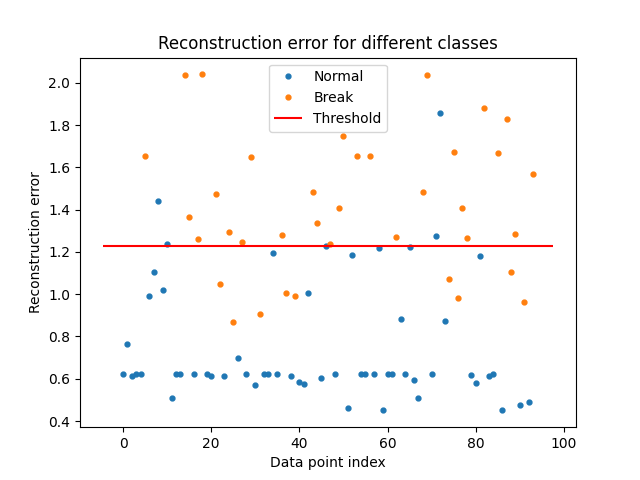 Reconstruction error for different classes
Normal
Break
Threshold
Reconstruction error
2.0
1.8
1.6
1.4
1.2
1.0
0.8
0.6
0.4
0
20
40
60
80
100
Data point index